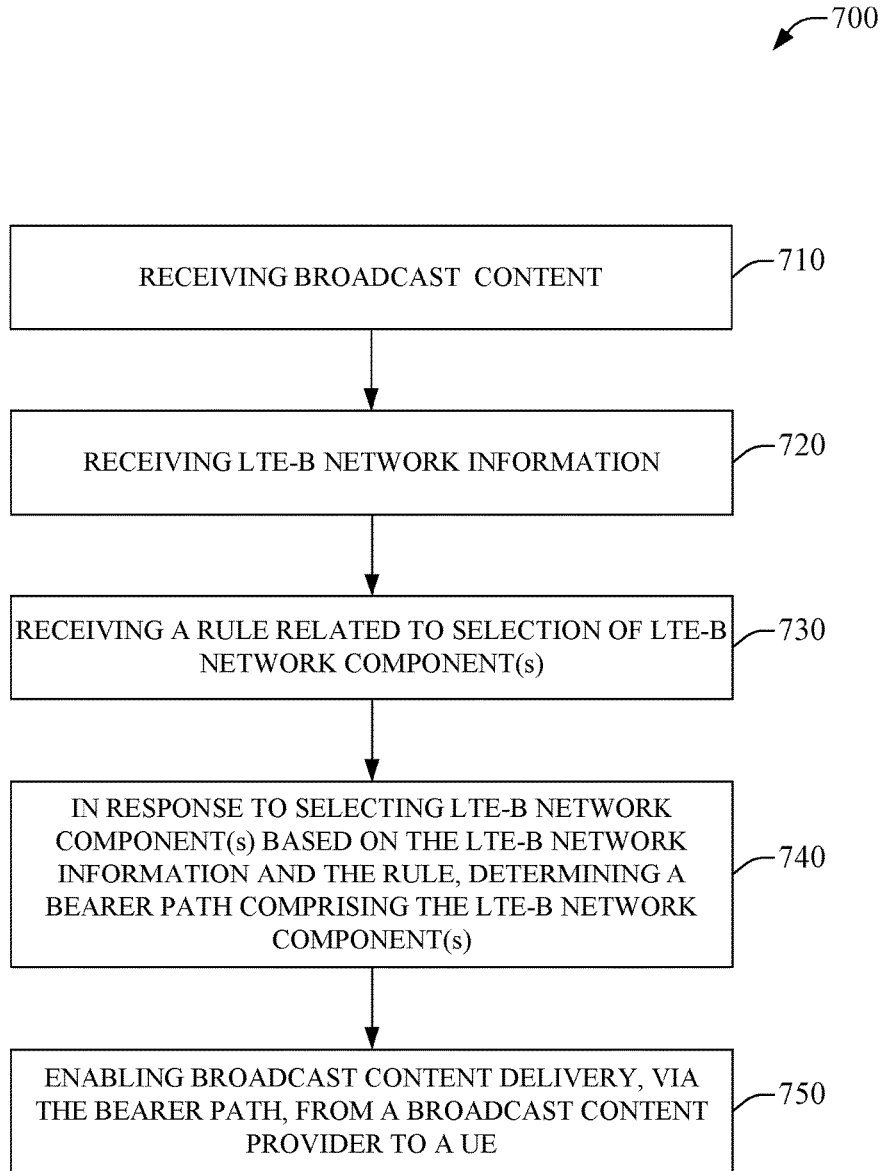 700
RECEIVING BROADCAST CONTENT
710
RECEIVING LTE-B NETWORK INFORMATION
720
RECEIVING A RULE RELATED TO SELECTION OF LTE-B
NETWORK COMPONENT(s)
730
IN RESPONSE TO SELECTING LTE-B NETWORK
COMPONENT(s) BASED ON THE LTE-B NETWORK
INFORMATION AND THE RULE, DETERMINING A
BEARER PATH COMPRISING THE LTE-B NETWORK
COMPONENT(s)
740
ENABLING BROADCAST CONTENT DELIVERY, VIA
THE BEARER PATH, FROM A BROADCAST CONTENT
PROVIDER TO A UE
750